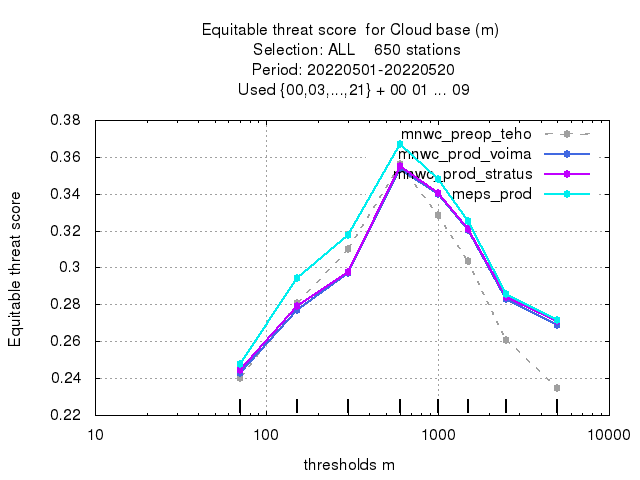 Equitable threat score  for Cloud base (m)
Selection: ALL    650 stations
Period: 20220501-20220520
Used {00,03,...,21} + 00 01 ... 09
0.38
0.36
0.34
0.32
0.3
0.28
0.26
0.24
0.22
Equitable threat score
mnwc_preop_teho
mnwc_prod_voima
mnwc_prod_stratus
meps_prod
10
100
1000
10000
thresholds m